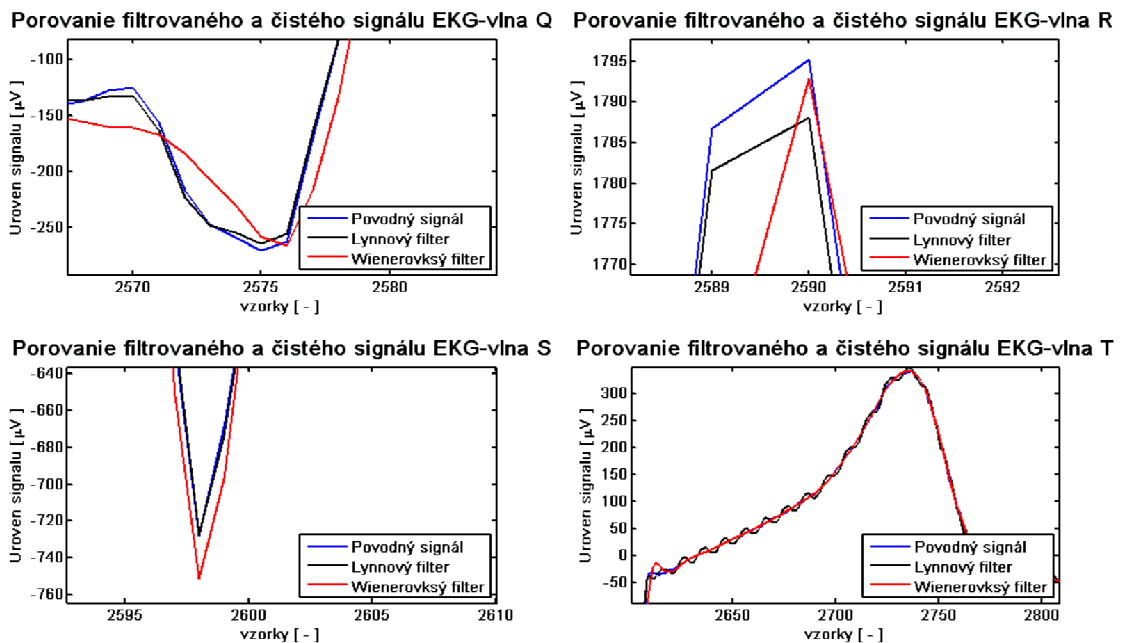 Porovanie filtrovaného a čistého signálu EKG-vlna Q
Uroven signalu [ μV ]
-100
-150
-200
-250
2570
2575
2580
vzorky [ - ]
Povodný signál
Lynnový filter
Wienerovksý filter
Porovanie filtrovaného a čistého signálu EKG-vlna R
Uroven signalu [ μV ]
1795
1790
1785
1780
1775
1770
2589
2590
2591
2592
vzorky [ - ]
Povodný signál
Lynnový filter
Wienerovksý filter
Porovanie filtrovaného a čistého signálu EKG-vlna S
Uroven signalu [ μV ]
-640
-660
-680
-700
-720
-740
-760
2595
2600
2605
2610
vzorky [ - ]
Povodný signál
Lynnový filter
Wienerovksý filter
Porovanie filtrovaného a čistého signálu EKG-vlna T
Uroven signalu [ μV ]
300
250
200
150
100
50
0
-50
2650
2700
2750
2800
vzorky [ - ]
Povodný signál
Lynnový filter
Wienerovksý filter